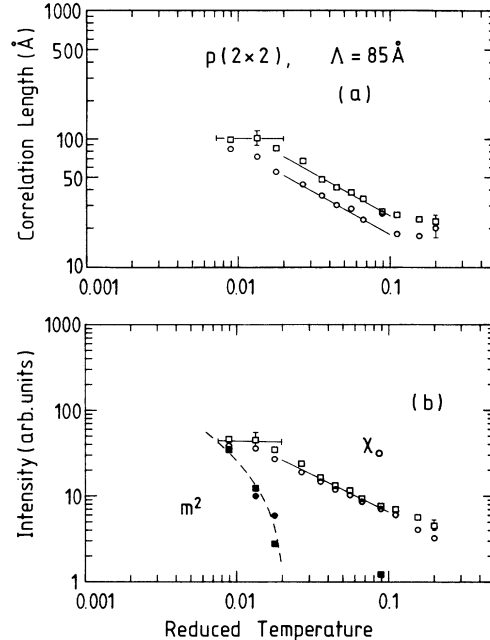 Correlation Length (Å)
1000
100
50
10
p(2×2), Λ = 85Å
(a)
0.001
0.01
0.1
Intensity (arb. units)
1000
100
10
1
(b)
χ₀
m²
0.001
0.01
0.1
Reduced Temperature